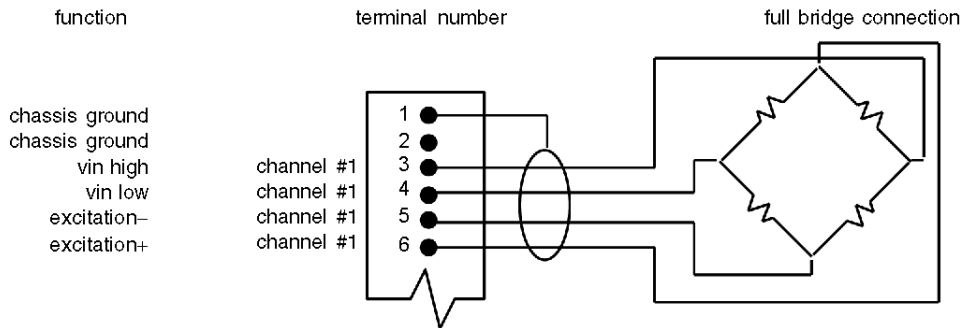 function terminal number full bridge connection
chassis ground 1
chassis ground 2
vin high channel #1 3
vin low channel #1 4
excitation− channel #1 5
excitation+ channel #1 6